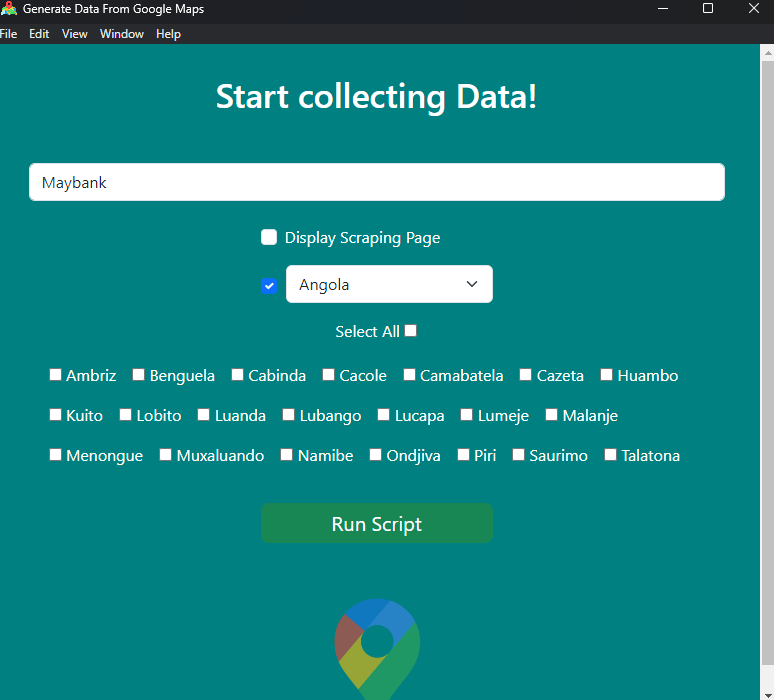 Generate Data From Google Maps
File Edit View Window Help
Start collecting Data!
Maybank
Display Scraping Page
Angola
Select All
Ambriz Benguela Cabinda Cacole Camabatela Cazeta Huambo
Kuito Lobito Luanda Lubango Lucapa Lumeje Malanje
Menongue Muxaluando Namibe Ondjiva Piri Saurimo Talatona
Run Script